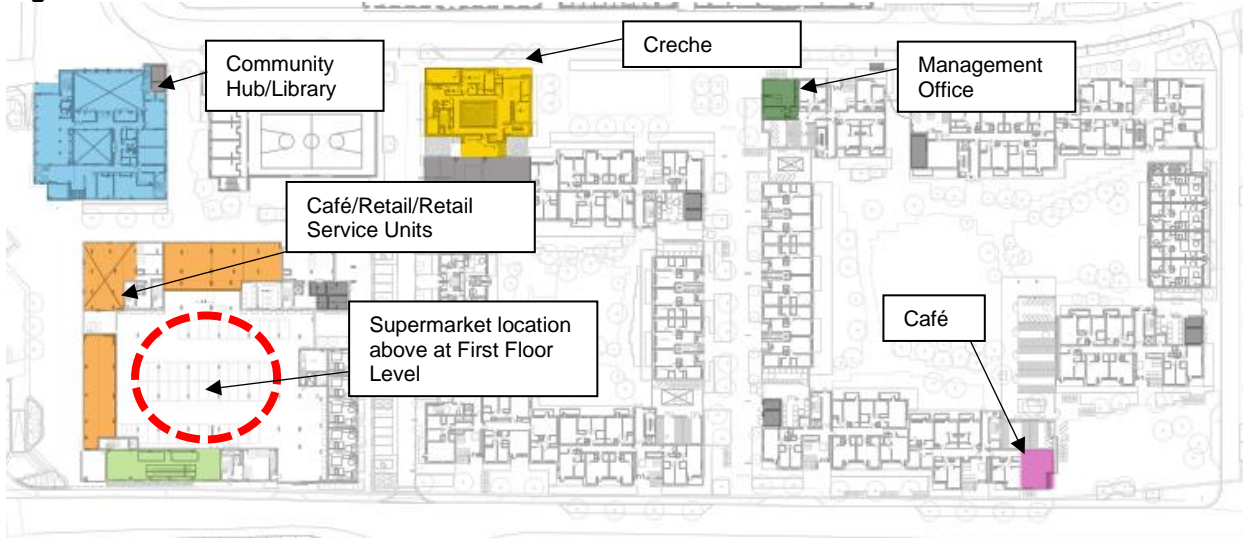 Community
Hub/Library
Creche
Management
Office
Café/Retail/Retail
Service Units
Supermarket location
above at First Floor
Level
Café